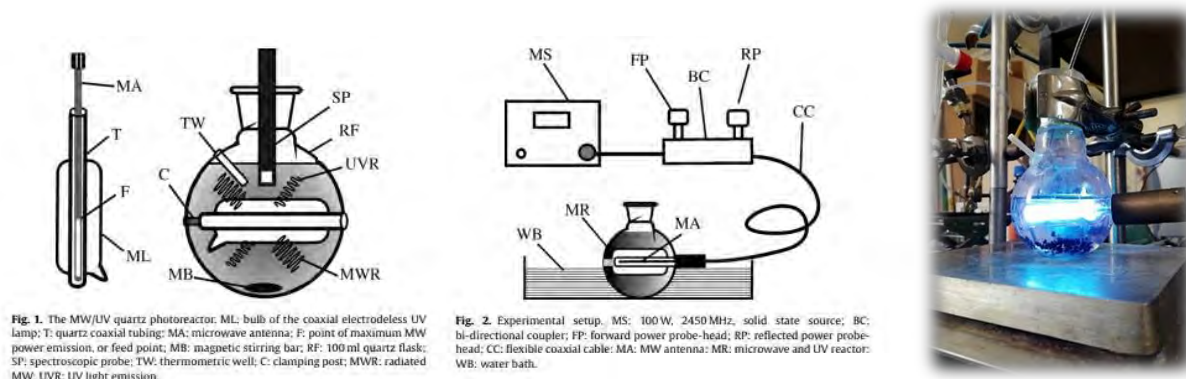 MA
T
F
ML
SP
TW
RF
UVR
C
MB
MWR
Fig. 1. The MW/UV quartz photoreactor. ML: bulb of the coaxial electrodeless UV
lamp; T: quartz coaxial tubing; MA: microwave antenna; F: point of maximum MW
power emission, or feed point; MB: magnetic stirring bar; RF: 100 ml quartz flask;
SP: spectroscopic probe; TW: thermometric well; C: clamping post; MWR: radiated
MW; UVR: UV light emission.
MS
FP
RP
BC
CC
MR
MA
WB
Fig. 2. Experimental setup. MS: 100 W, 2450 MHz, solid state source; BC:
bi-directional coupler; FP: forward power probe-head; RP: reflected power probe-
head; CC: flexible coaxial cable; MA: MW antenna; MR: microwave and UV reactor;
WB: water bath.